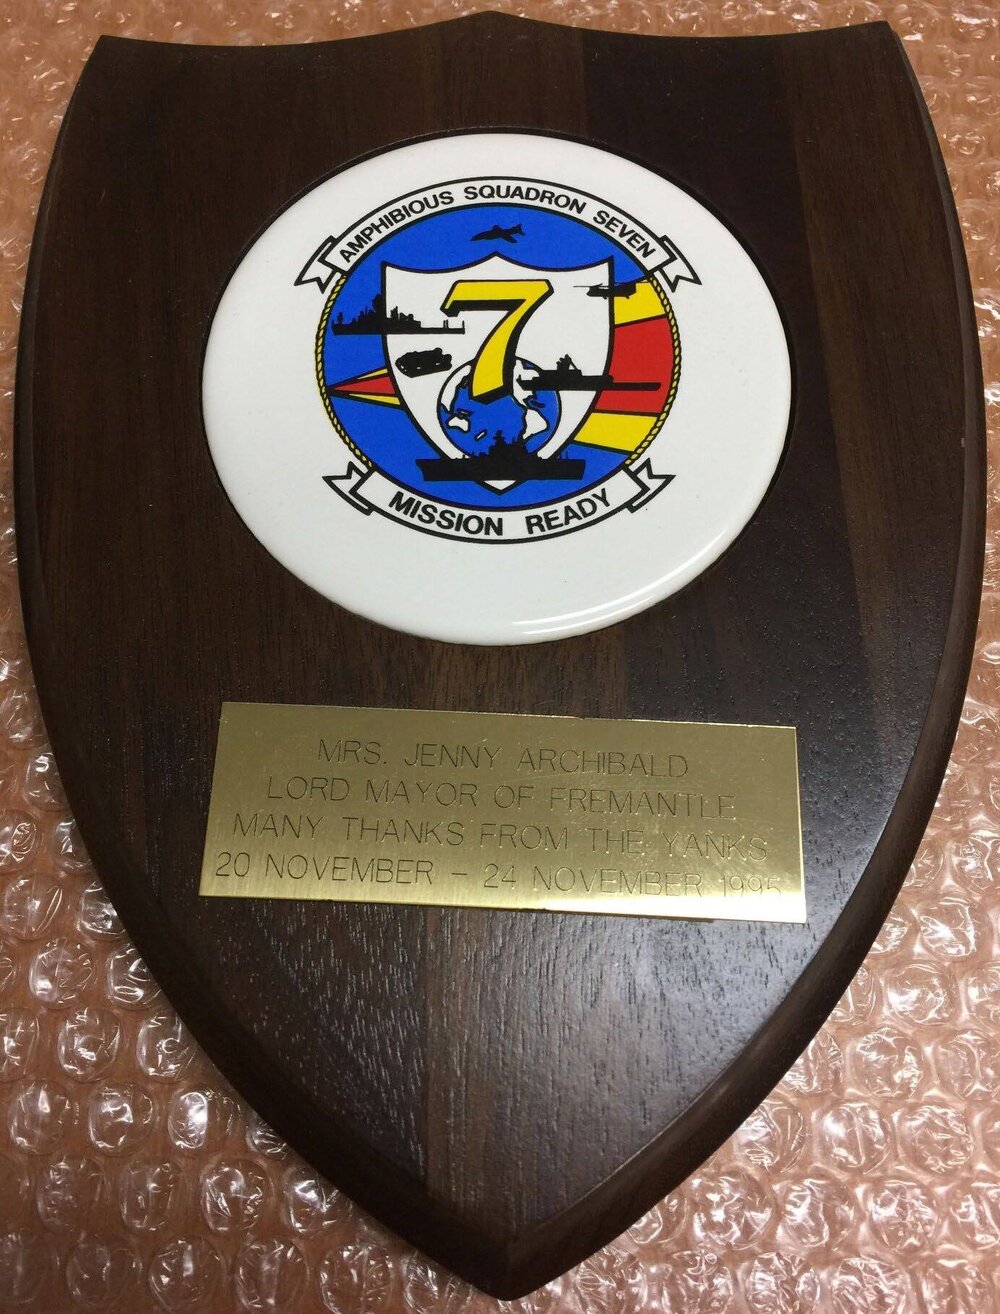 AMPHIBIOUS SQUADRON SEVEN
7
MISSION READY
MRS. JENNY ARCHIBALD
LORD MAYOR OF FREMANTLE
MANY THANKS FROM THE YANKS
20 NOVEMBER - 24 NOVEMBER 1995